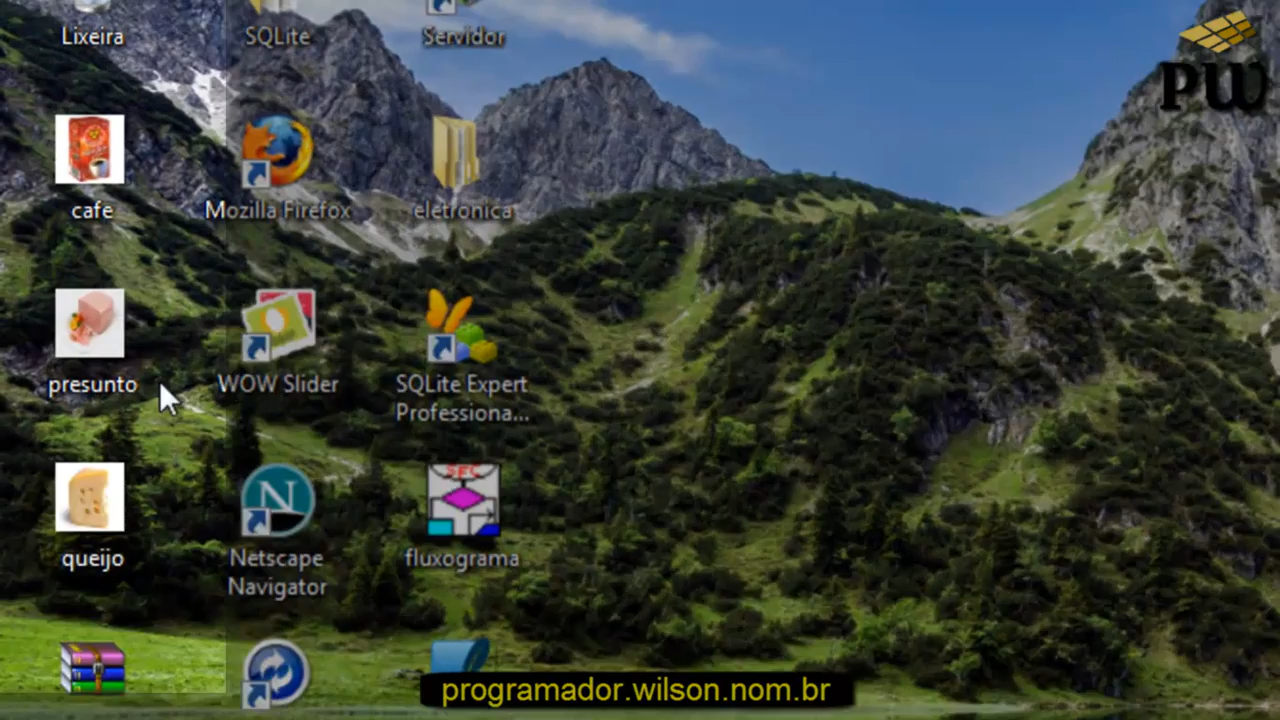 Lixeira
SQLite
Servidor
PW
cafe
Mozilla Firefox
eletronica
presunto
WOW Slider
SQLite Expert
Professiona...
SFC
queijo
N
Netscape
Navigator
fluxograma
programador.wilson.nom.br